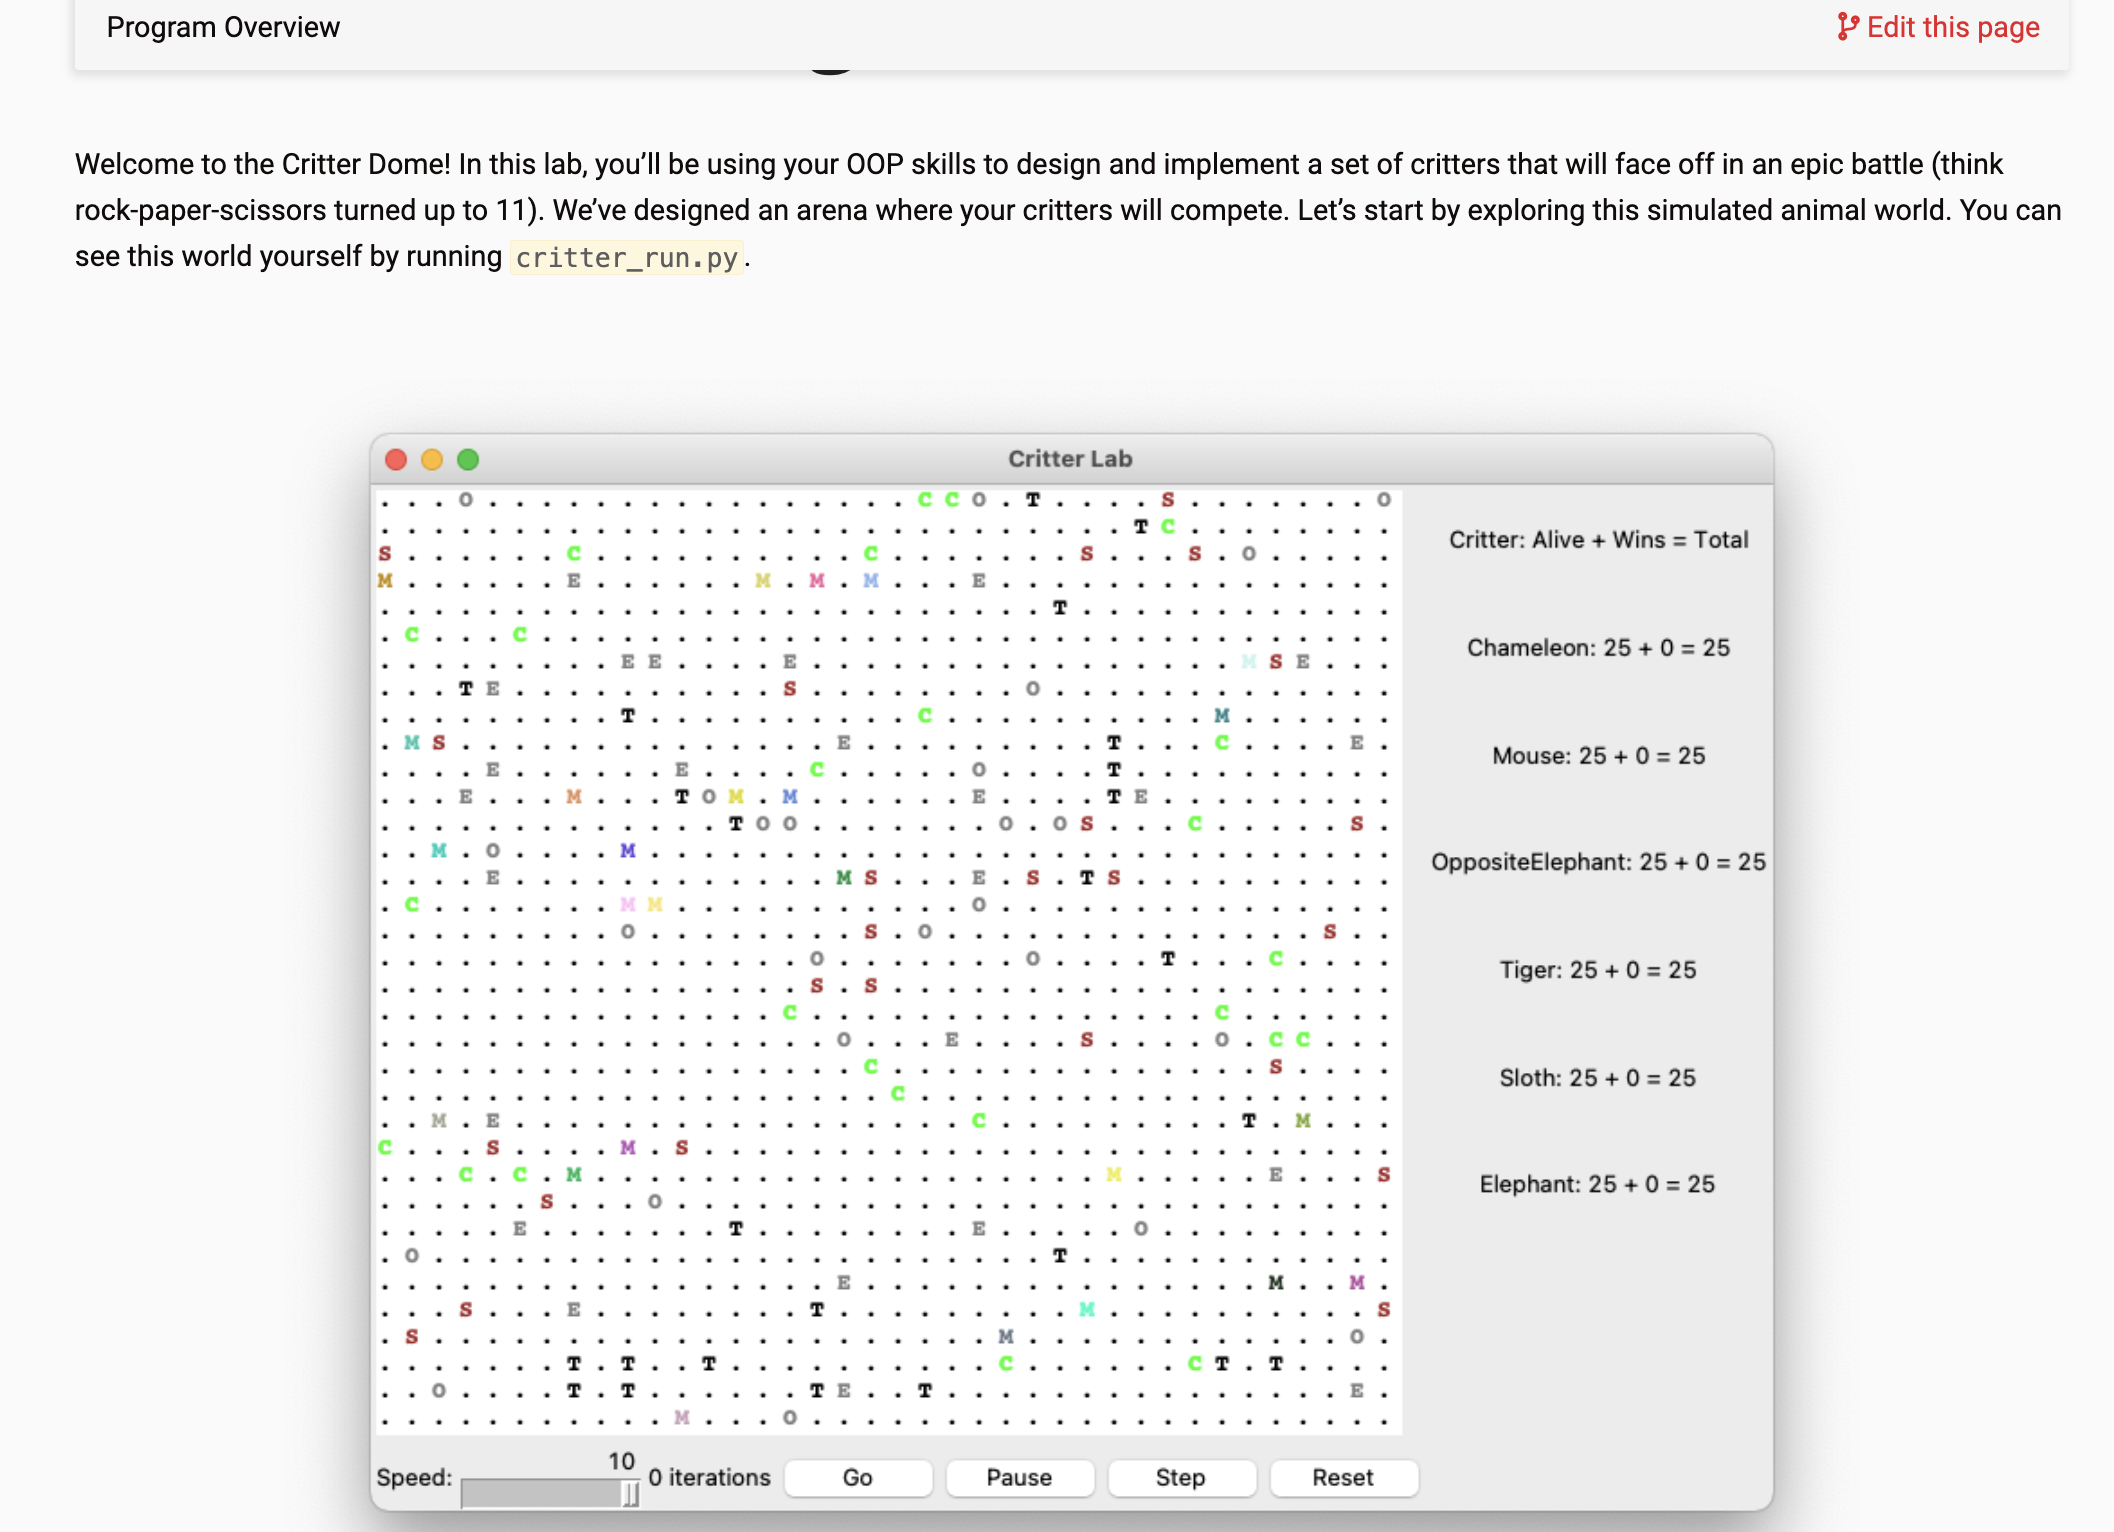 Program Overview
Edit this page
Welcome to the Critter Dome! In this lab, you’ll be using your OOP skills to design and implement a set of critters that will face off in an epic battle (think
rock-paper-scissors turned up to 11). We’ve designed an arena where your critters will compete. Let’s start by exploring this simulated animal world. You can
see this world yourself by running critter_run.py.
Critter Lab
. . . O . . . . . . . . . . . . . . . . C C O . T . . . . S . . . . . . . O
. . . . . . . . . . . . . . . . . . . . . . . . . . . . T C . . . . . . . .
S . . . . . . C . . . . . . . . . . C . . . . . . . S . . . S . O . . . . .
M . . . . . . E . . . . . . M . M . M . . . E . . . . . . . . . . . . . . .
. . . . . . . . . . . . . . . . . . . . . . . . . T . . . . . . . . . . . .
. C . . . C . . . . . . . . . . . . . . . . . . . . . . . . . . . . . . . .
. . . . . . . . . E E . . . . E . . . . . . . . . . . . . . . . M S E . . .
. . . T E . . . . . . . . . . S . . . . . . . . O . . . . . . . . . . . . .
. . . . . . . . . T . . . . . . . . . . C . . . . . . . . . . M . . . . . .
. M S . . . . . . . . . . . . . . E . . . . . . . . . T . . . C . . . . E .
. . . . E . . . . . . E . . . . C . . . . . O . . . . T . . . . . . . . . .
. . . E . . . M . . . T O M . M . . . . . . E . . . . T E . . . . . . . . .
. . . . . . . . . . . . . T O O . . . . . . . O . O S . . . C . . . . . S .
. . M . O . . . . M . . . . . . . . . . . . . . . . . . . . . . . . . . . .
. . . . E . . . . . . . . . . . . M S . . . E . S . T S . . . . . . . . . .
. C . . . . . . . M M . . . . . . . . . . . O . . . . . . . . . . . . . . .
. . . . . . . . . O . . . . . . . . S . O . . . . . . . . . . . . . . S . .
. . . . . . . . . . . . . . . . O . . . . . . . O . . . . T . . . C . . . .
. . . . . . . . . . . . . . . . S . S . . . . . . . . . . . . . . . . . . .
. . . . . . . . . . . . . . . C . . . . . . . . . . . . . . . C . . . . . .
. . . . . . . . . . . . . . . . . O . . . E . . . . S . . . . O . C C . . .
. . . . . . . . . . . . . . . . . . C . . . . . . . . . . . . . . S . . . .
. . . . . . . . . . . . . . . . . . . C . . . . . . . . . . . . . . . . . .
. . M . E . . . . . . . . . . . . . . . . . C . . . . . . . . . T . M . . .
C . . . S . . . . M . S . . . . . . . . . . . . . . . . . . . . . . . . . .
. . . C . C . M . . . . . . . . . . . . . . . . . . . M . . . . . E . . . S
. . . . . . S . . . O . . . . . . . . . . . . . . . . . . . . . . . . . . .
. . . . . E . . . . . . . T . . . . . . . . E . . . . . O . . . . . . . . .
. O . . . . . . . . . . . . . . . . . . . . . . . T . . . . . . . . . . . .
. . . . . . . . . . . . . . . . . E . . . . . . . . . . . . . . . M . . M .
. . . S . . . E . . . . . . . . T . . . . . . . . . M . . . . . . . . . . S
. S . . . . . . . . . . . . . . . . . . . . . M . . . . . . . . . . . . O .
. . . . . . . T . T . . T . . . . . . . . . . C . . . . . . C T . T . . . .
. . O . . . . T . T . . . . . . T E . . T . . . . . . . . . . . . . . . E .
. . . . . . . . . . . M . . . O . . . . . . . . . . . . . . . . . . . . . .
Critter: Alive + Wins = Total
Chameleon: 25 + 0 = 25
Mouse: 25 + 0 = 25
OppositeElephant: 25 + 0 = 25
Tiger: 25 + 0 = 25
Sloth: 25 + 0 = 25
Elephant: 25 + 0 = 25
10
Speed: 0 iterations Go Pause Step Reset